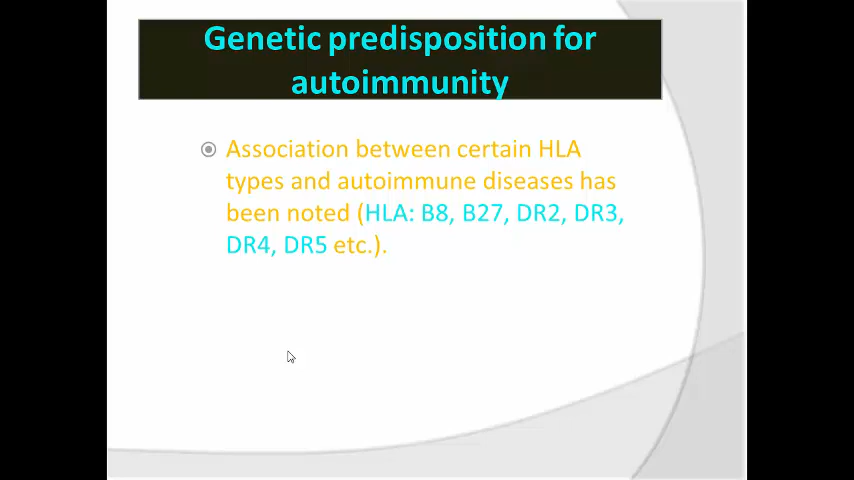 Genetic predisposition for
autoimmunity
Association between certain HLA
types and autoimmune diseases has
been noted (HLA: B8, B27, DR2, DR3,
DR4, DR5 etc.).